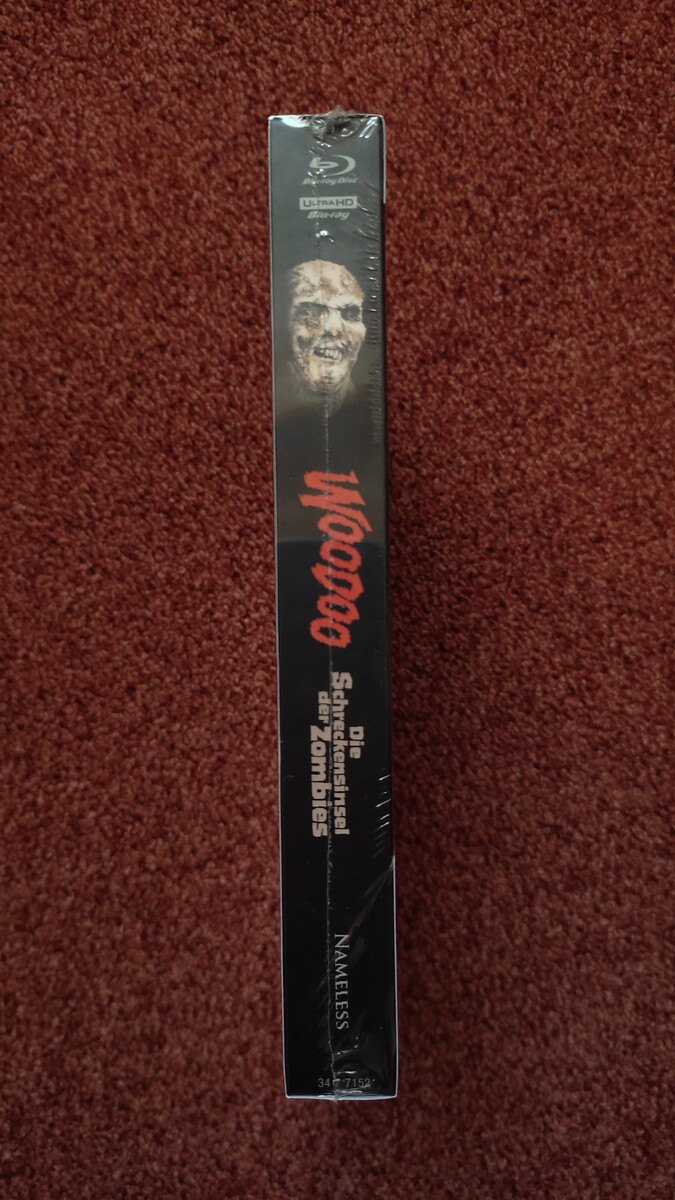 Blu-ray Disc
ULTRA HD
Blu-ray
WOODOO
Die
Schreckensinsel
der Zombies
NAMELESS